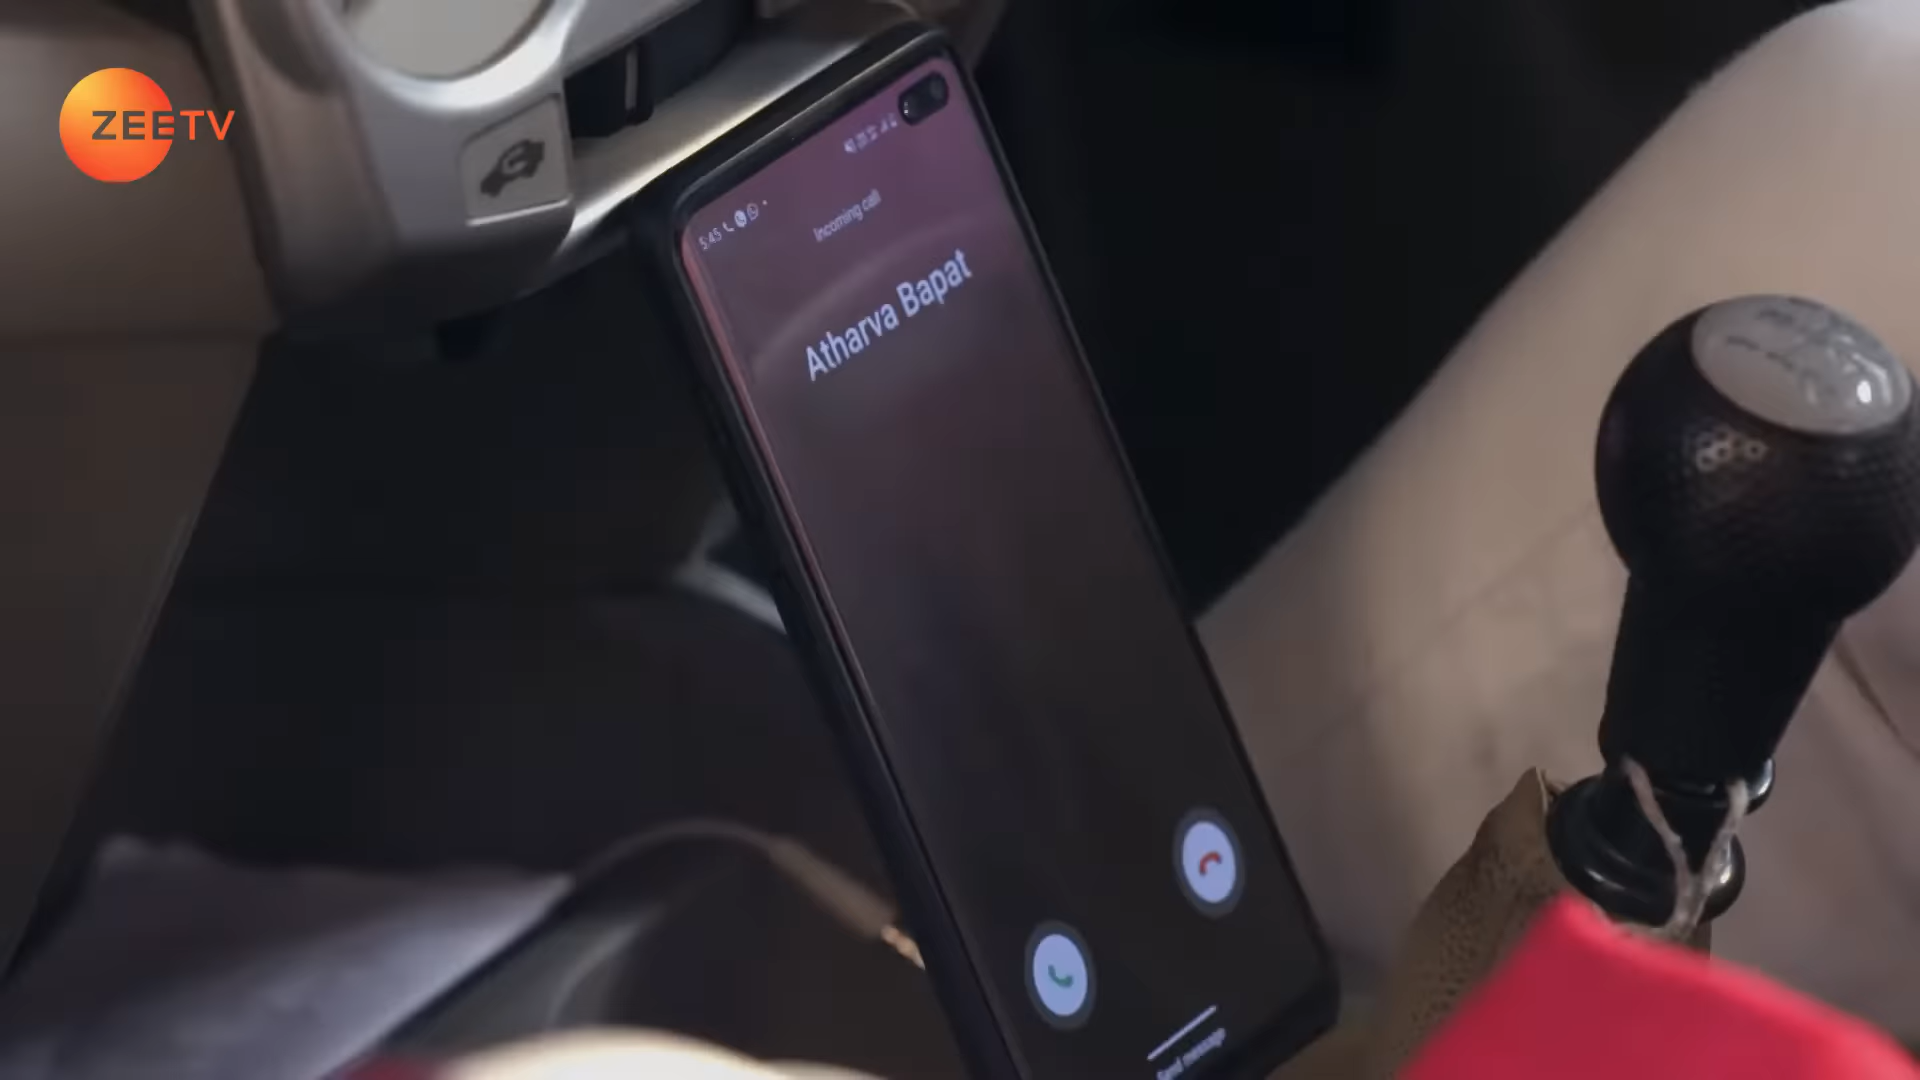 ZEETV
5:45
Incoming call
Atharva Bapat
Send message